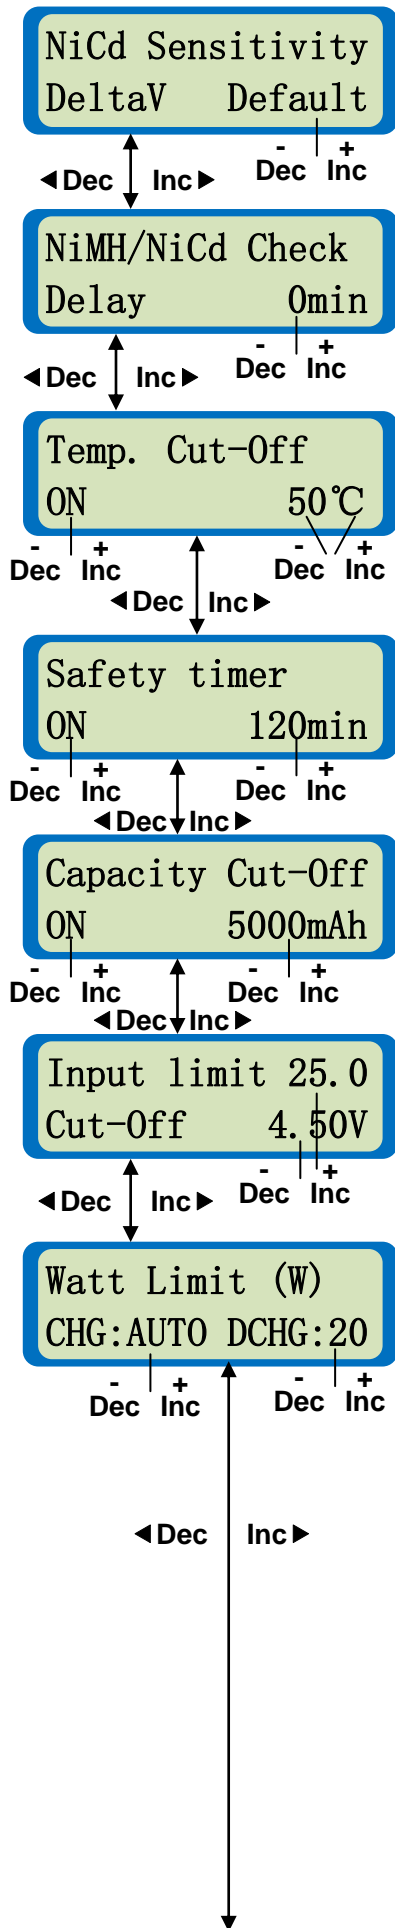 NiCd Sensitivity
DeltaV Default
- +
Dec Inc
◀Dec Inc▶
NiMH/NiCd Check
Delay 0min
- +
Dec Inc
◀Dec Inc▶
Temp. Cut-Off
ON 50℃
- + - +
Dec Inc Dec Inc
◀Dec Inc▶
Safety timer
ON 120min
- + - +
Dec Inc Dec Inc
◀Dec Inc▶
Capacity Cut-Off
ON 5000mAh
- + - +
Dec Inc Dec Inc
◀Dec Inc▶
Input limit 25.0
Cut-Off 4.50V
- +
Dec Inc
◀Dec Inc▶
Watt Limit (W)
CHG:AUTO DCHG:20
- + - +
Dec Inc Dec Inc
◀Dec Inc▶